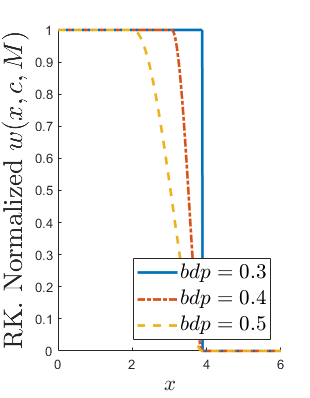 RK. Normalized w(x, c, M)
1
0.9
0.8
0.7
0.6
0.5
0.4
0.3
0.2
0.1
0
0 2 4 6
x
bdp = 0.3
bdp = 0.4
bdp = 0.5